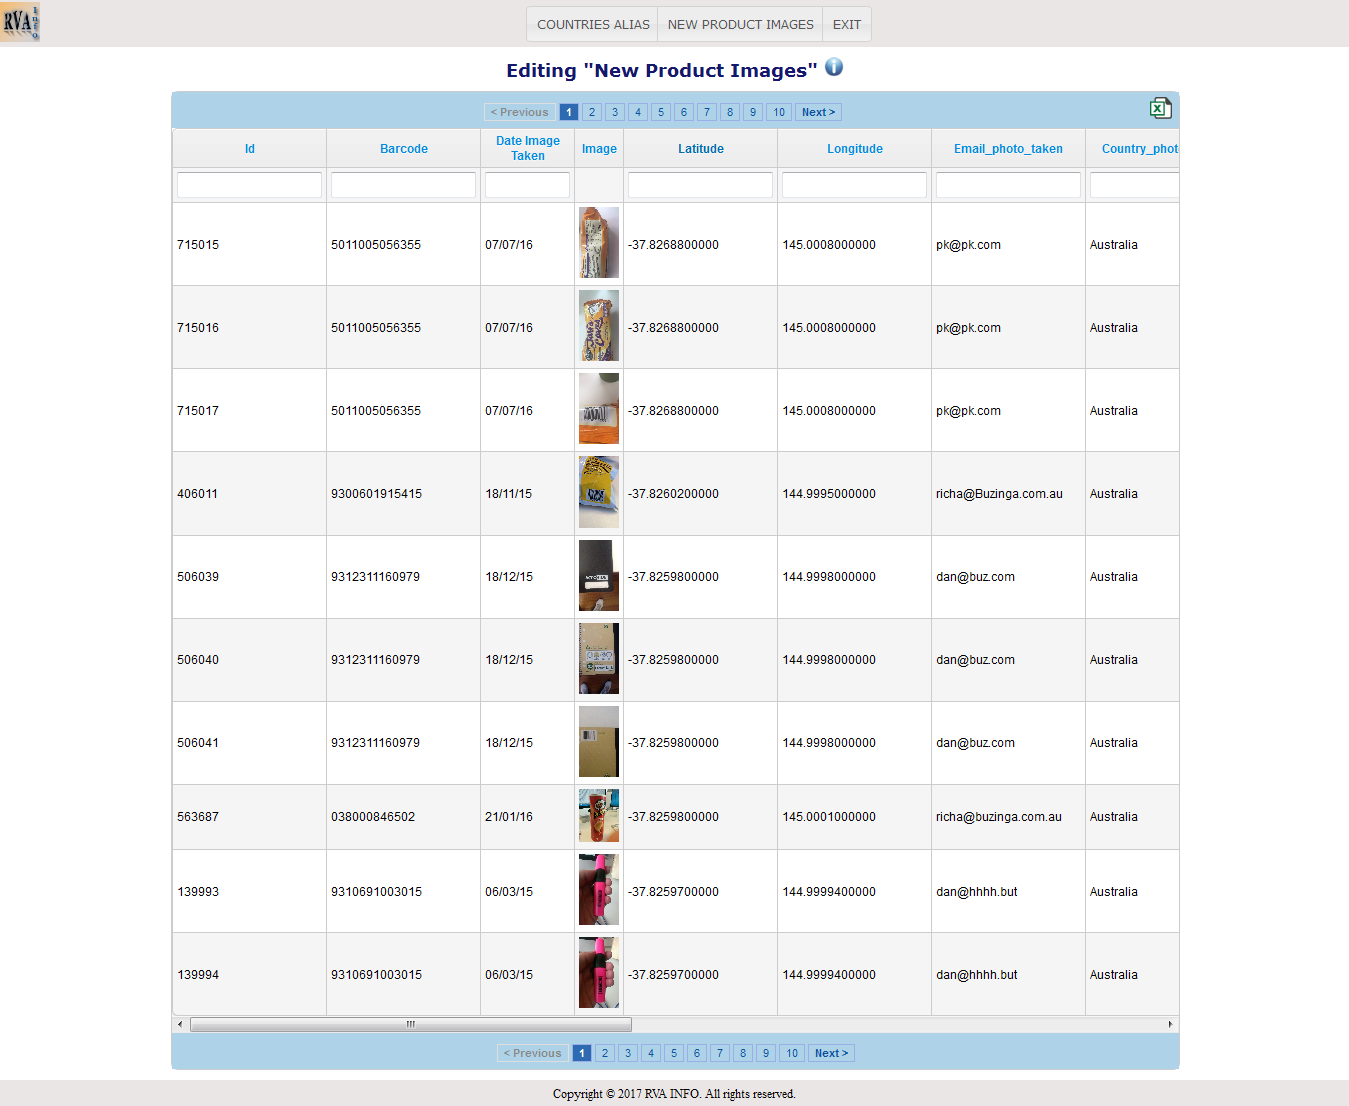 RVA Info
COUNTRIES ALIAS NEW PRODUCT IMAGES EXIT
Editing "New Product Images"
< Previous 1 2 3 4 5 6 7 8 9 10 Next >
Id Barcode Date Image Taken Image Latitude Longitude Email_photo_taken Country_phot
715015 5011005056355 07/07/16 -37.8268800000 145.0008000000 pk@pk.com Australia
715016 5011005056355 07/07/16 -37.8268800000 145.0008000000 pk@pk.com Australia
715017 5011005056355 07/07/16 -37.8268800000 145.0008000000 pk@pk.com Australia
406011 9300601915415 18/11/15 -37.8260200000 144.9995000000 richa@Buzinga.com.au Australia
506039 9312311160979 18/12/15 -37.8259800000 144.9998000000 dan@buz.com Australia
506040 9312311160979 18/12/15 -37.8259800000 144.9998000000 dan@buz.com Australia
506041 9312311160979 18/12/15 -37.8259800000 144.9998000000 dan@buz.com Australia
563687 038000846502 21/01/16 -37.8259800000 145.0001000000 richa@buzinga.com.au Australia
139993 9310691003015 06/03/15 -37.8259700000 144.9999400000 dan@hhhh.but Australia
139994 9310691003015 06/03/15 -37.8259700000 144.9999400000 dan@hhhh.but Australia
< Previous 1 2 3 4 5 6 7 8 9 10 Next >
Copyright © 2017 RVA INFO. All rights reserved.